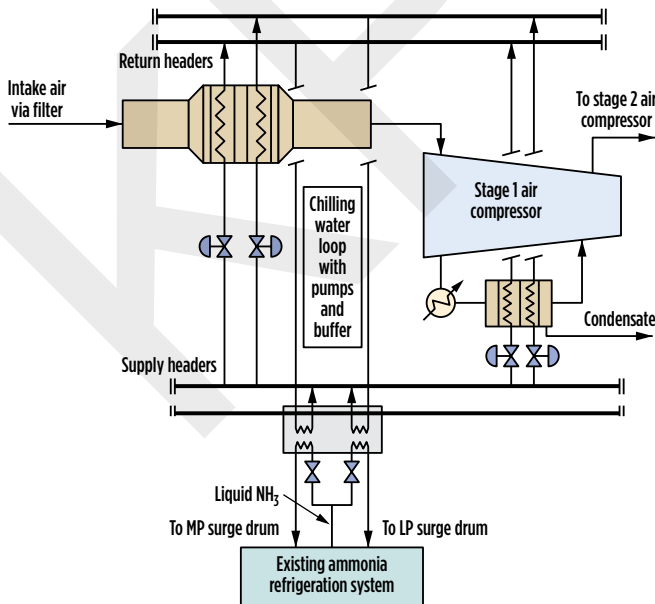 Return headers
Intake air
via filter
To stage 2 air
compressor
Stage 1 air
compressor
Chilling
water
loop
with
pumps
and
buffer
Condensate
Supply headers
Liquid NH3
To MP surge drum
To LP surge drum
Existing ammonia
refrigeration system